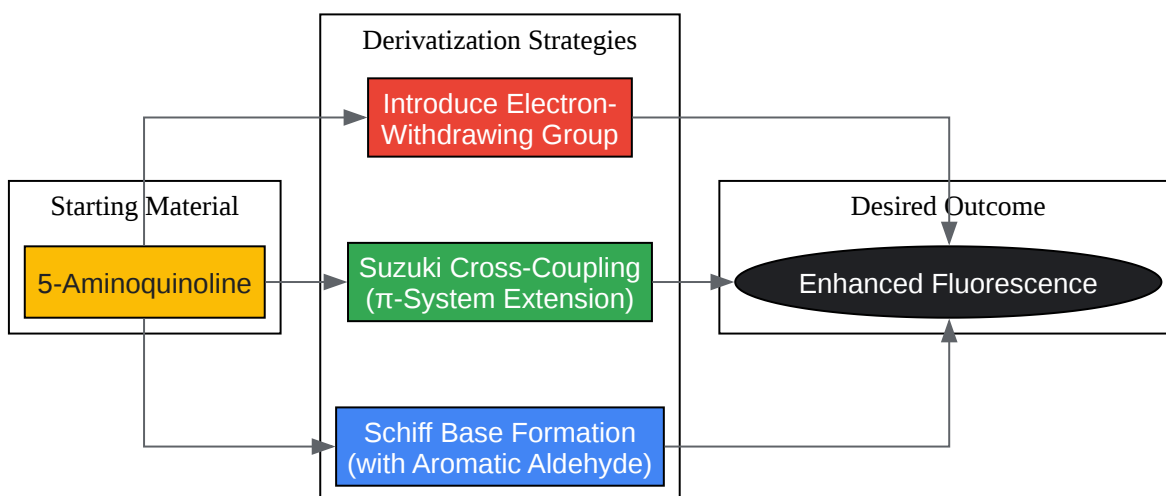 Derivatization Strategies
Introduce Electron-
Withdrawing Group
Starting Material
5-Aminoquinoline
Suzuki Cross-Coupling
(π-System Extension)
Desired Outcome
Enhanced Fluorescence
Schiff Base Formation
(with Aromatic Aldehyde)